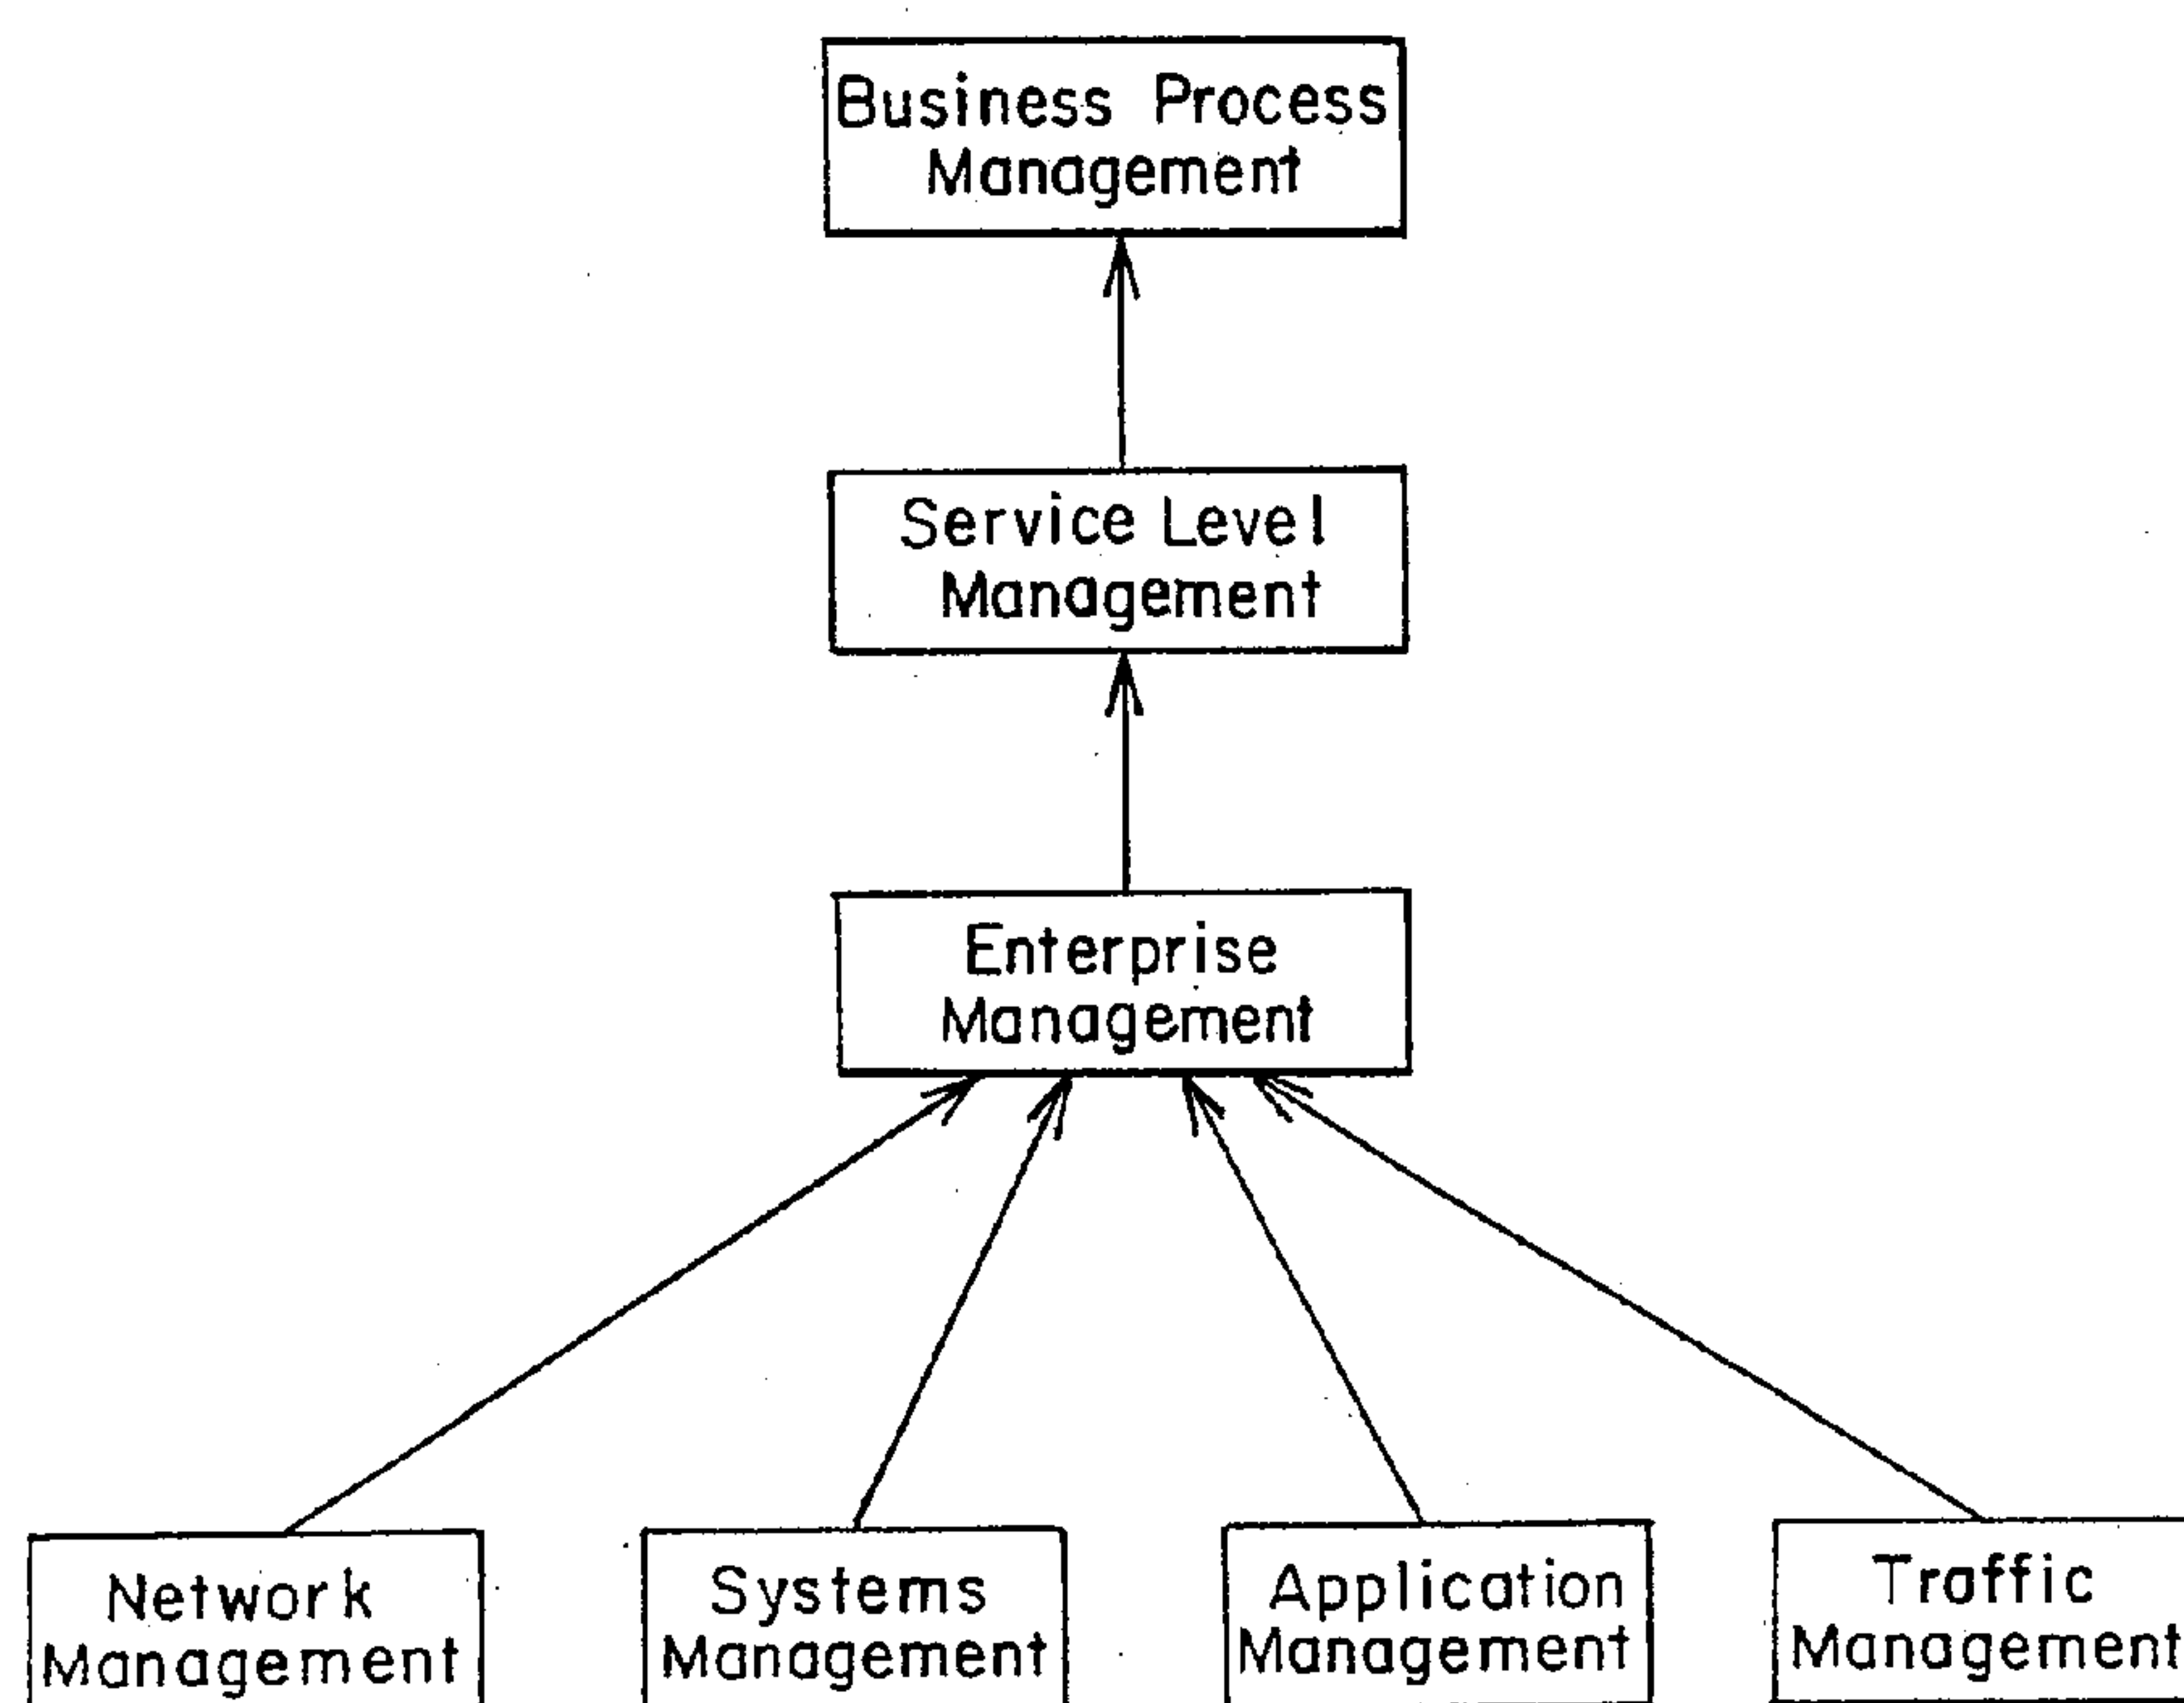 Business Process
Management
Service Level
Management
Enterprise
Management
Network
Management
Systems
Management
Application
Management
Traffic
Management